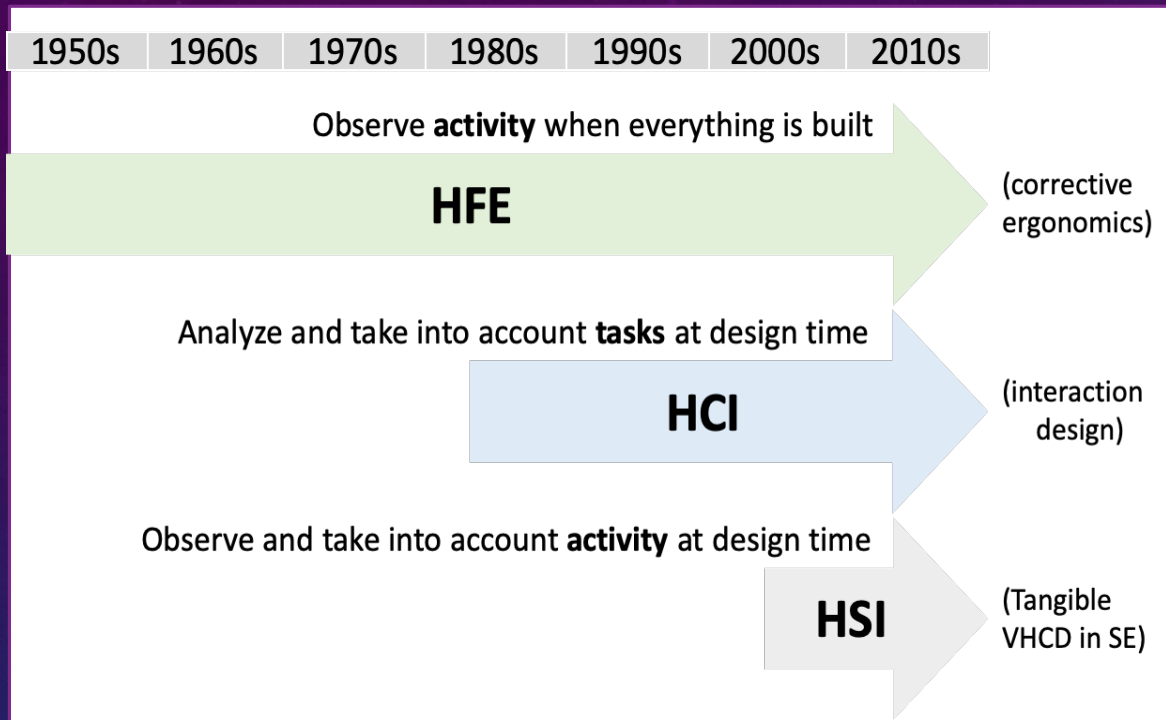 1950s 1960s 1970s 1980s 1990s 2000s 2010s
Observe activity when everything is built
HFE
(corrective
ergonomics)
Analyze and take into account tasks at design time
HCI
(interaction
design)
Observe and take into account activity at design time
HSI
(Tangible
VHCD in SE)